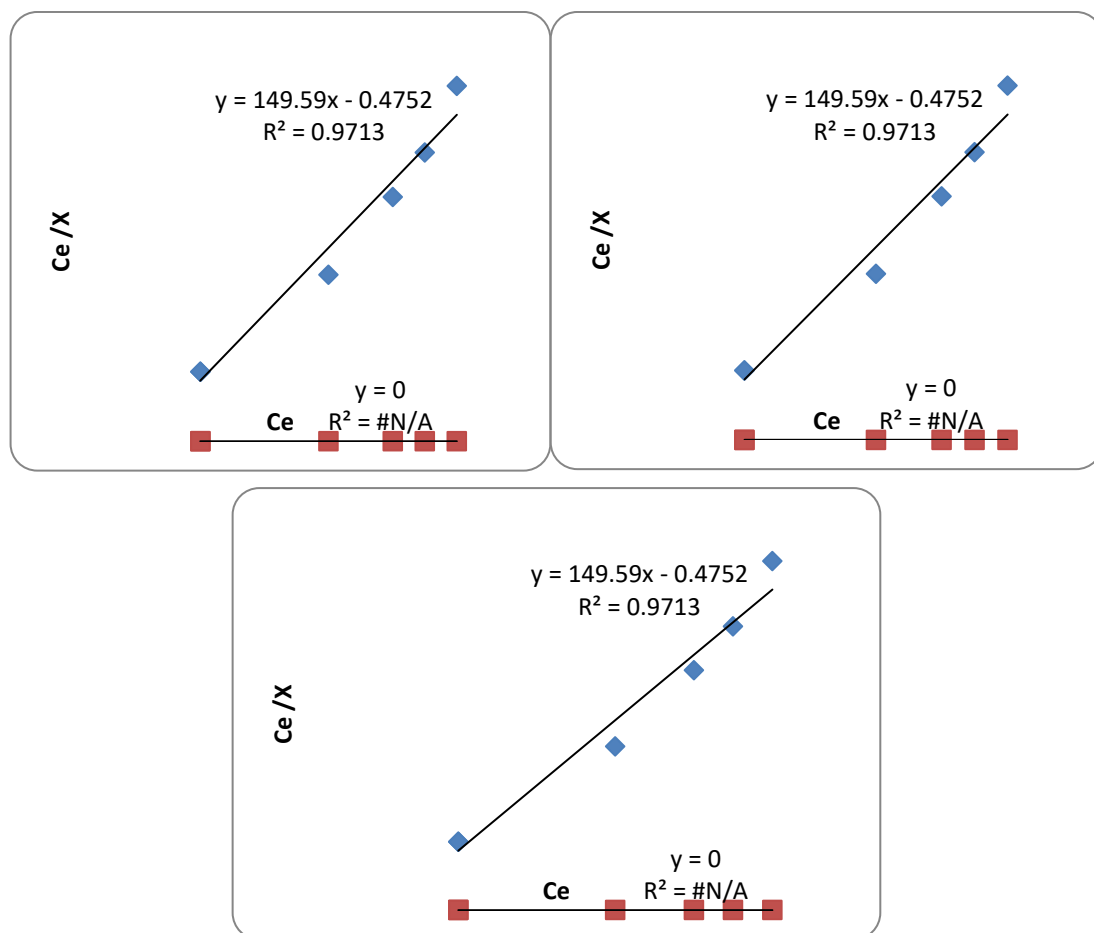 y = 149.59x - 0.4752
R² = 0.9713
Ce /X
y = 0
R² = #N/A
Ce
y = 149.59x - 0.4752
R² = 0.9713
Ce /X
y = 0
R² = #N/A
Ce
y = 149.59x - 0.4752
R² = 0.9713
Ce /X
y = 0
R² = #N/A
Ce